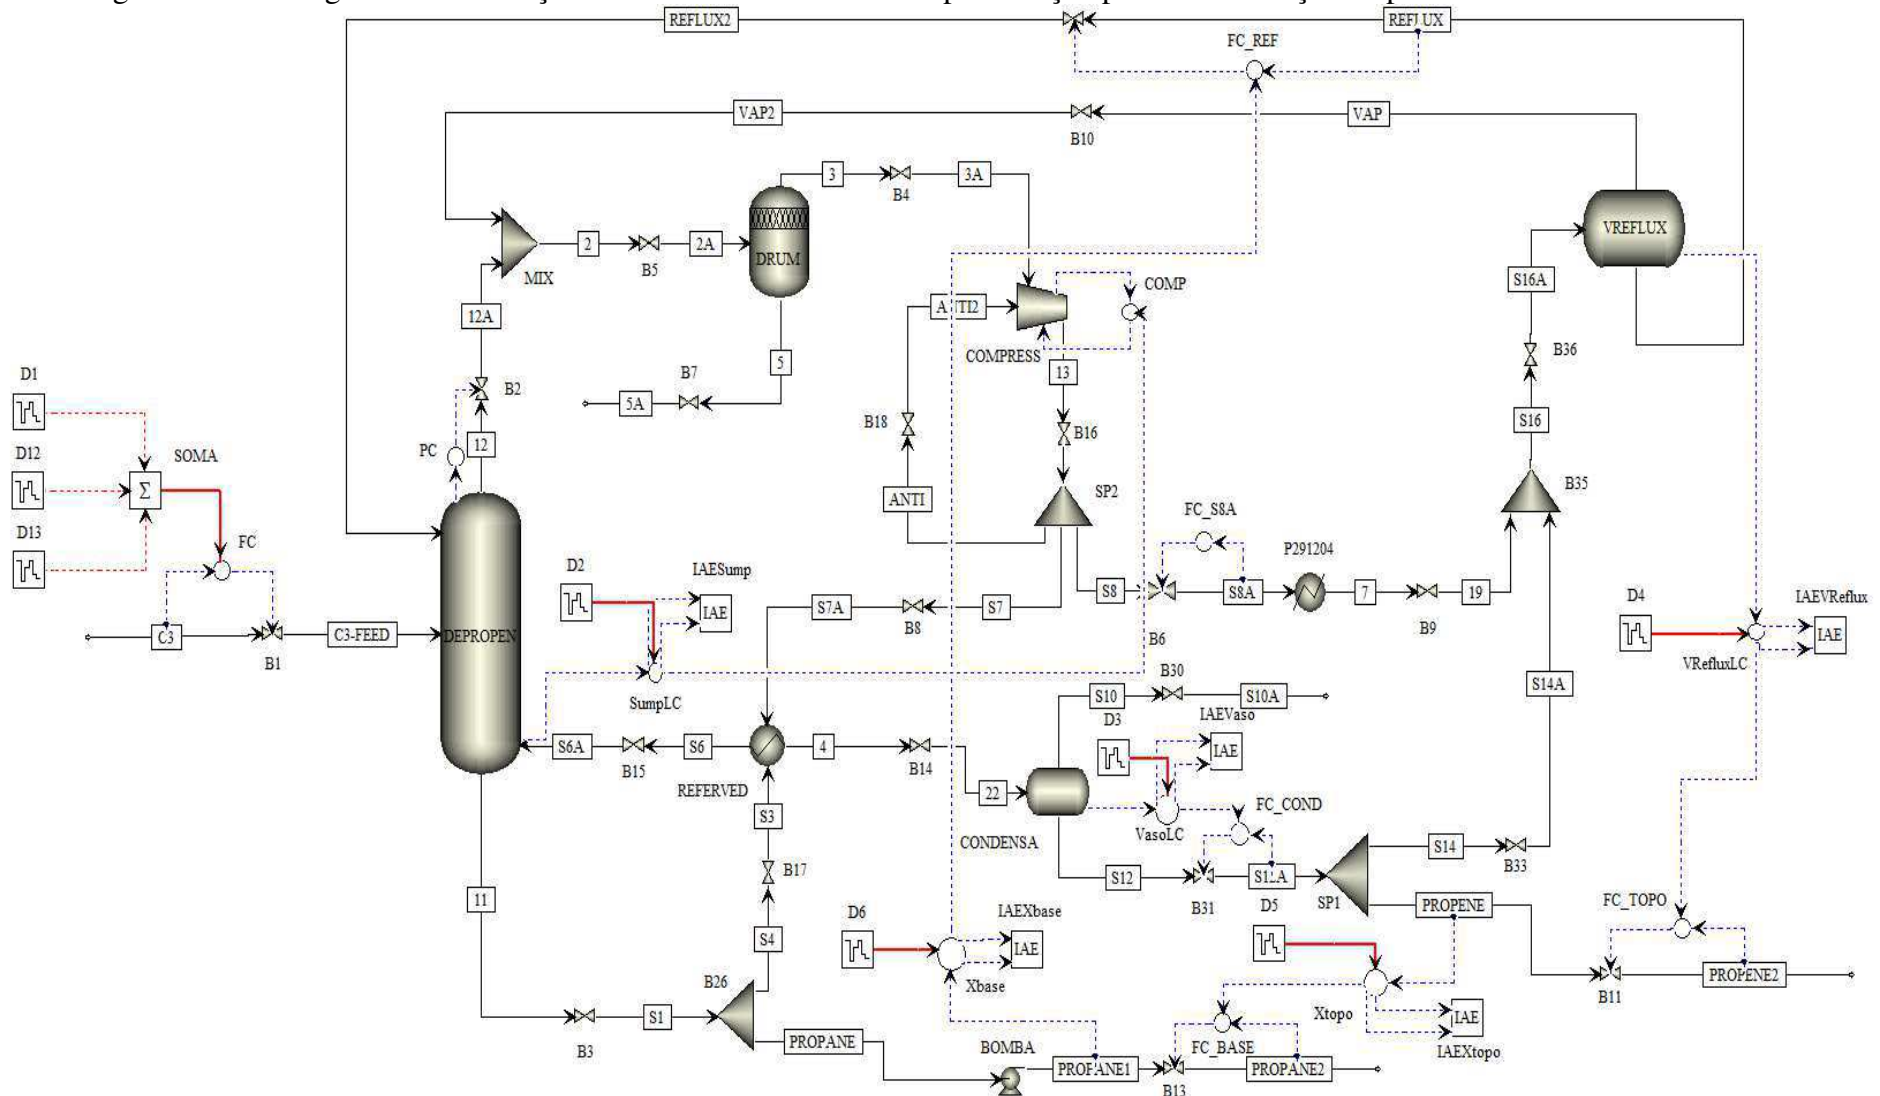 REFLUX2
REFLUX
FC_REF
VAP2
VAP
B10
3
3A
B4
2
2A
B5
MIX
DRUM
VREFLUX
12A
S16A
COMP
COMPRESS
5
B7
5A
13
B36
D1
B2
B18
B16
S16
12
PC
D12
SOMA
Σ
ANTI
SP2
B35
D13
FC
FC_S8A
P291204
D2
IAESump
IAE
S7A
S7
B8
S8
S8A
7
19
B6
B9
D4
IAEVReflux
IAE
VRefluxLC
C3
B1
C3-FEED
DEPROPEN
SumpLC
S10
B30
S10A
S14A
D3
IAEVaso
IAE
S6A
S6
B15
4
B14
REFERVED
22
S3
CONDENSA
VasoLC
FC_COND
B17
S12
B31
S12A
D5
SP1
S14
B33
11
PROPENE
FC_TOPO
D6
IAEXbase
IAE
S4
Xbase
B26
PROPENE2
B11
S1
B3
Xtopo
IAE
IAEXtopo
PROPANE
BOMBA
FC_BASE
PROPANE1
B13
PROPANE2